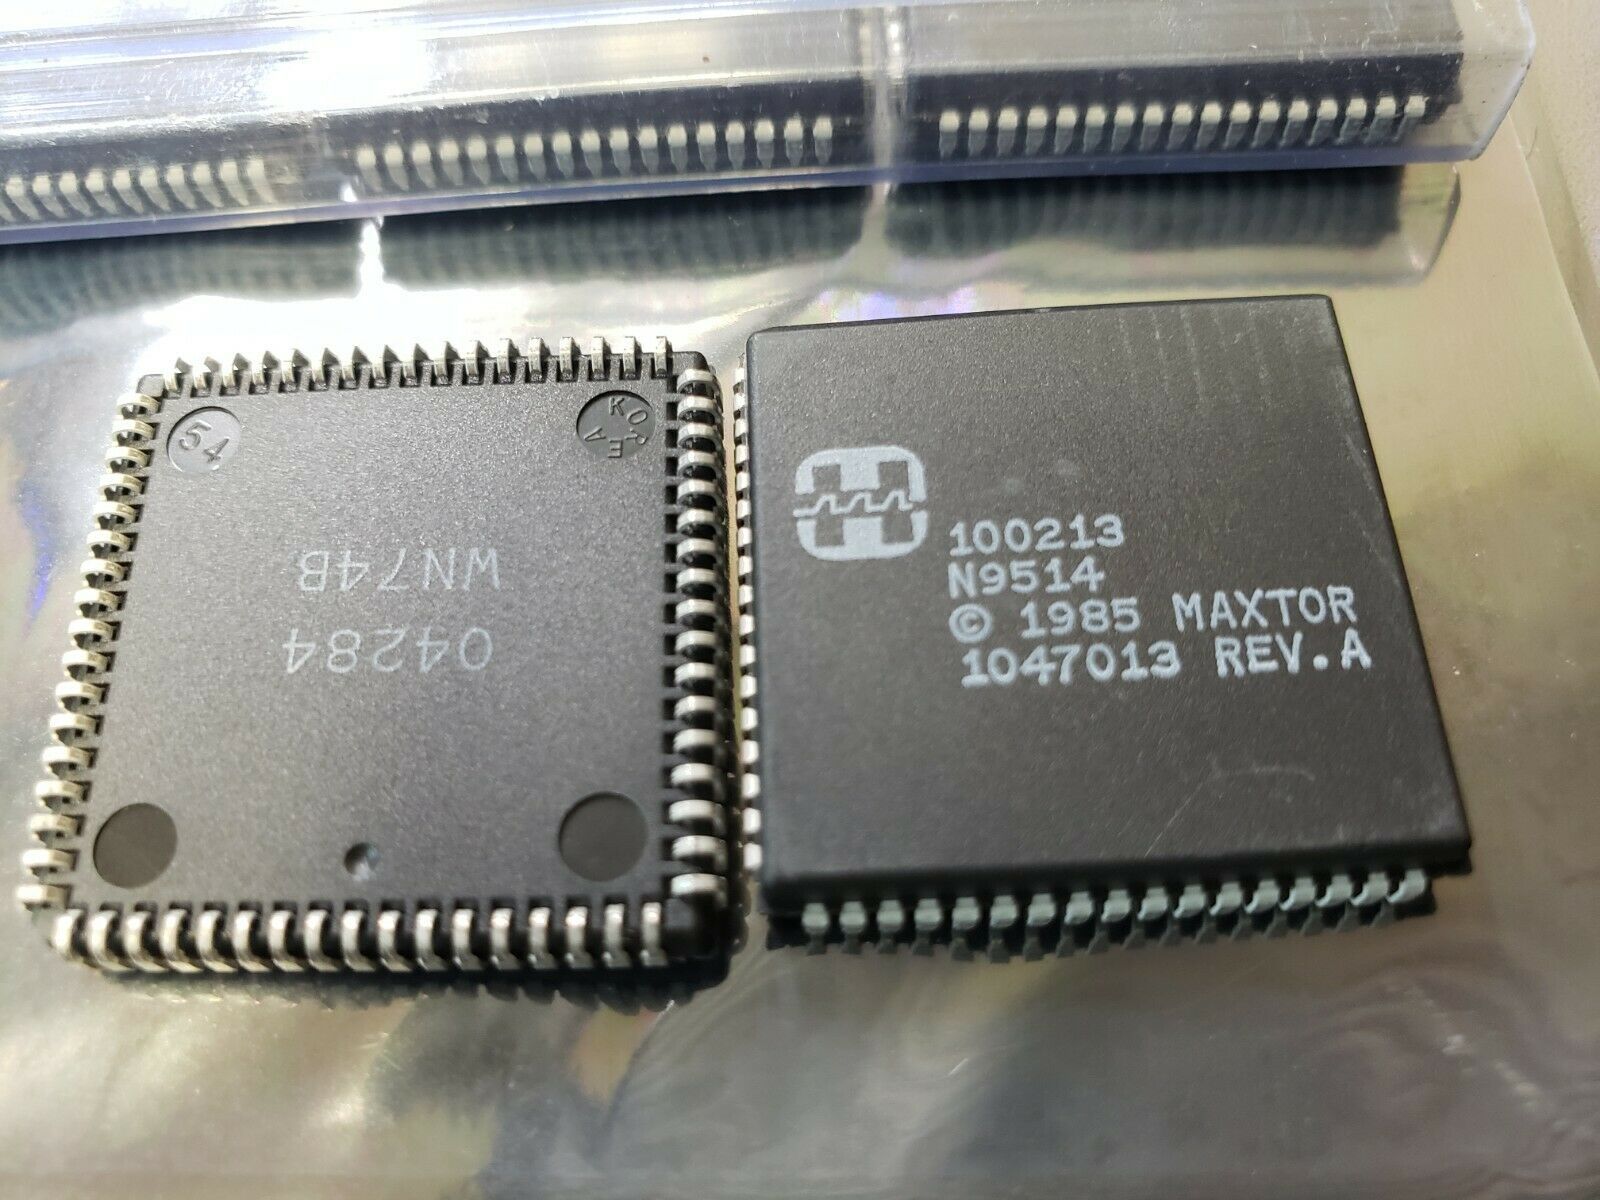 54
KOREA
04284
WN74B
100213
N9514
© 1985 MAXTOR
1047013 REV.A